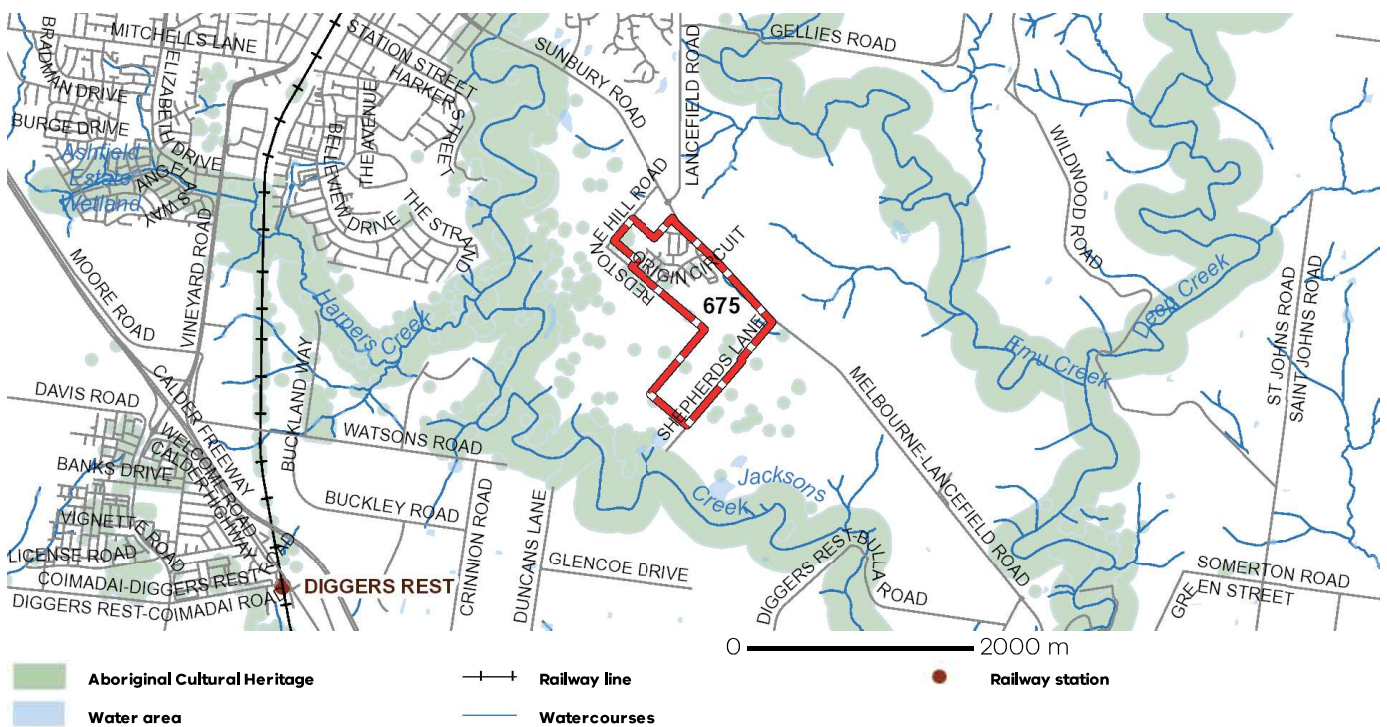 MITCHELLS LANE
BRADMAN DRIVE
ELIZABETH DRIVE
BURGE DRIVE
Ashfield
Estate
Wetland
ANGELAS WAY
STATION STREET
HARKER STREET
THE AVENUE
BELLEVIEW DRIVE
THE STRAND
SUNBURY ROAD
LANCEFIELD ROAD
GELLIES ROAD
WILDWOOD ROAD
REDSTONE HILL ROAD
ORIGIN CIRCUIT
675
SHEPHERDS LANE
MOORE ROAD
VINEYARD ROAD
Harpers Creek
Emu Creek
Deep Creek
ST JOHNS ROAD
SAINT JOHNS ROAD
MELBOURNE-LANCEFIELD ROAD
DAVIS ROAD
CALDER FREEWAY
WELCOME ROAD
CALDER HIGHWAY
BUCKLAND WAY
WATSONS ROAD
BANKS DRIVE
BUCKLEY ROAD
VIGNETTE ROAD
LICENSE ROAD
COIMADAI-DIGGERS REST ROAD
DIGGERS REST-COIMADAI ROAD
DIGGERS REST
CRINNION ROAD
DUNCANS LANE
GLENCOE DRIVE
Jacksons
Creek
DIGGERS REST-BULLA ROAD
SOMERTON ROAD
GREEN STREET
0 2000 m
Aboriginal Cultural Heritage
Railway line
Railway station
Water area
Watercourses